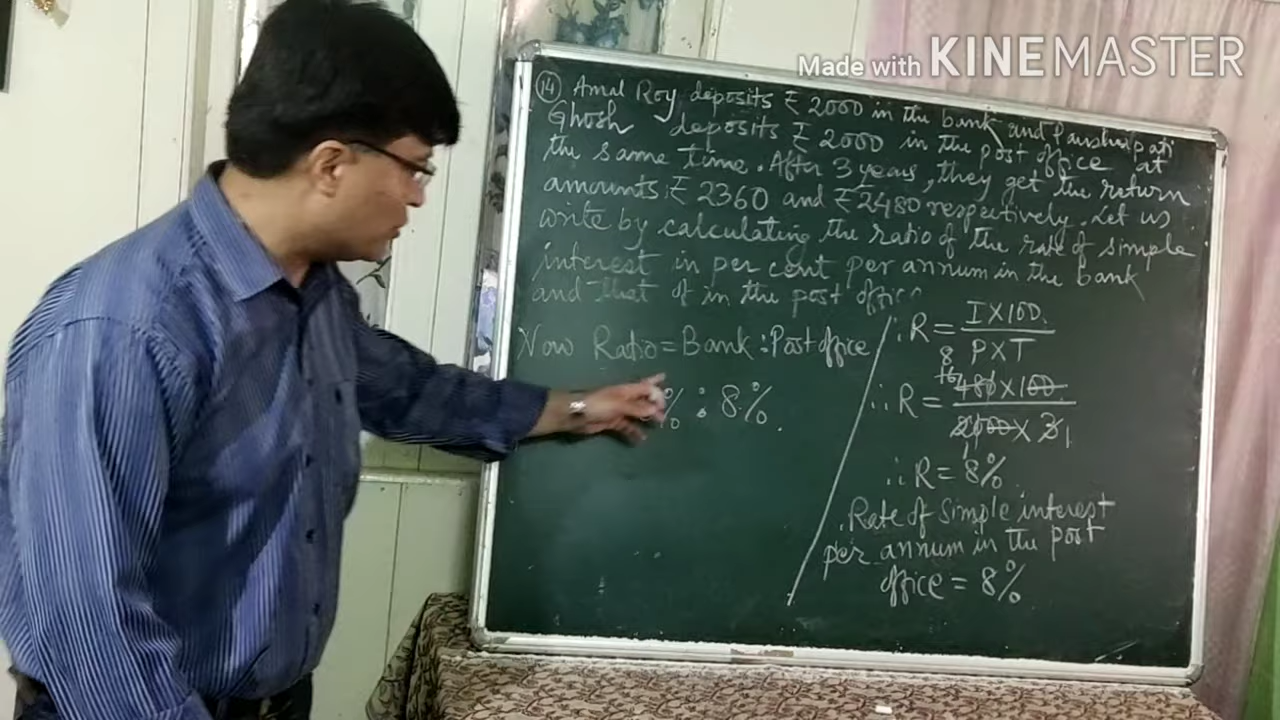 Made with KINEMASTER
(14) Amal Roy deposits ₹ 2000 in the bank and Pashupati
Ghosh deposits ₹ 2000 in the post office at
the same time. After 3 years, they get the return
amounts ₹ 2360 and ₹ 2480 respectively. Let us
write by calculating the ratio of the rate of simple
interest in per cent per annum in the bank
and that of in the post office
Now Ratio = Bank : Post office
% : 8%.
∴ R = I X 100. / P X T
8
16
∴ R = 480 X 100. / 2000 X 3 1
∴ R = 8%.
∴ Rate of Simple interest
per annum in the post
office = 8%